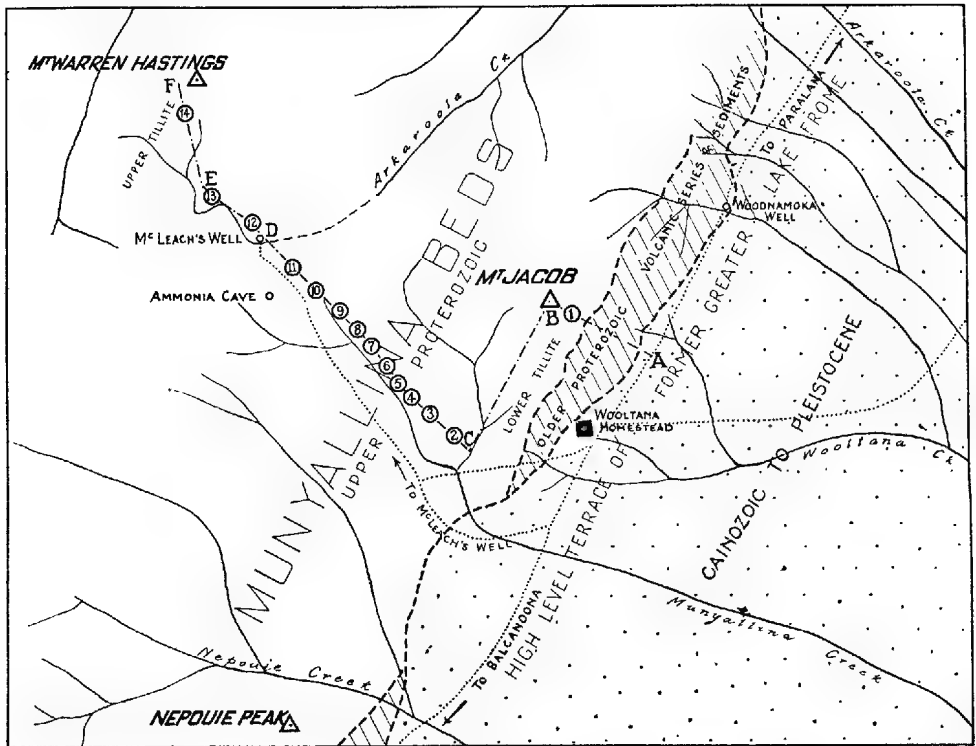 Mt WARREN HASTINGS
F
14
UPPER TILLITE
E
13
12
D
Mc LEACH'S WELL
11
AMMONIA CAVE
10
9
8
7
6
5
4
3
2
C
Arkaroola Ck
MUNYALLINA BEDS
UPPER PROTEROZOIC
Mt JACOB
B
1
LOWER TILLITE
OLDER PROTEROZOIC VOLCANIC SERIES & SEDIMENTS
TO PARALANA
Arkaroola Ck
WOODNAMOKA
WELL
A
WOOLTANA
HOMESTEAD
HIGH LEVEL TERRACE OF FORMER GREATER LAKE FROME
CAINOZOIC TO PLEISTOCENE
Wooltana Ck
TO McLEACH'S WELL
TO BALCANOONA
Munyallina Creek
Nepouie Creek
NEPOUIE PEAK